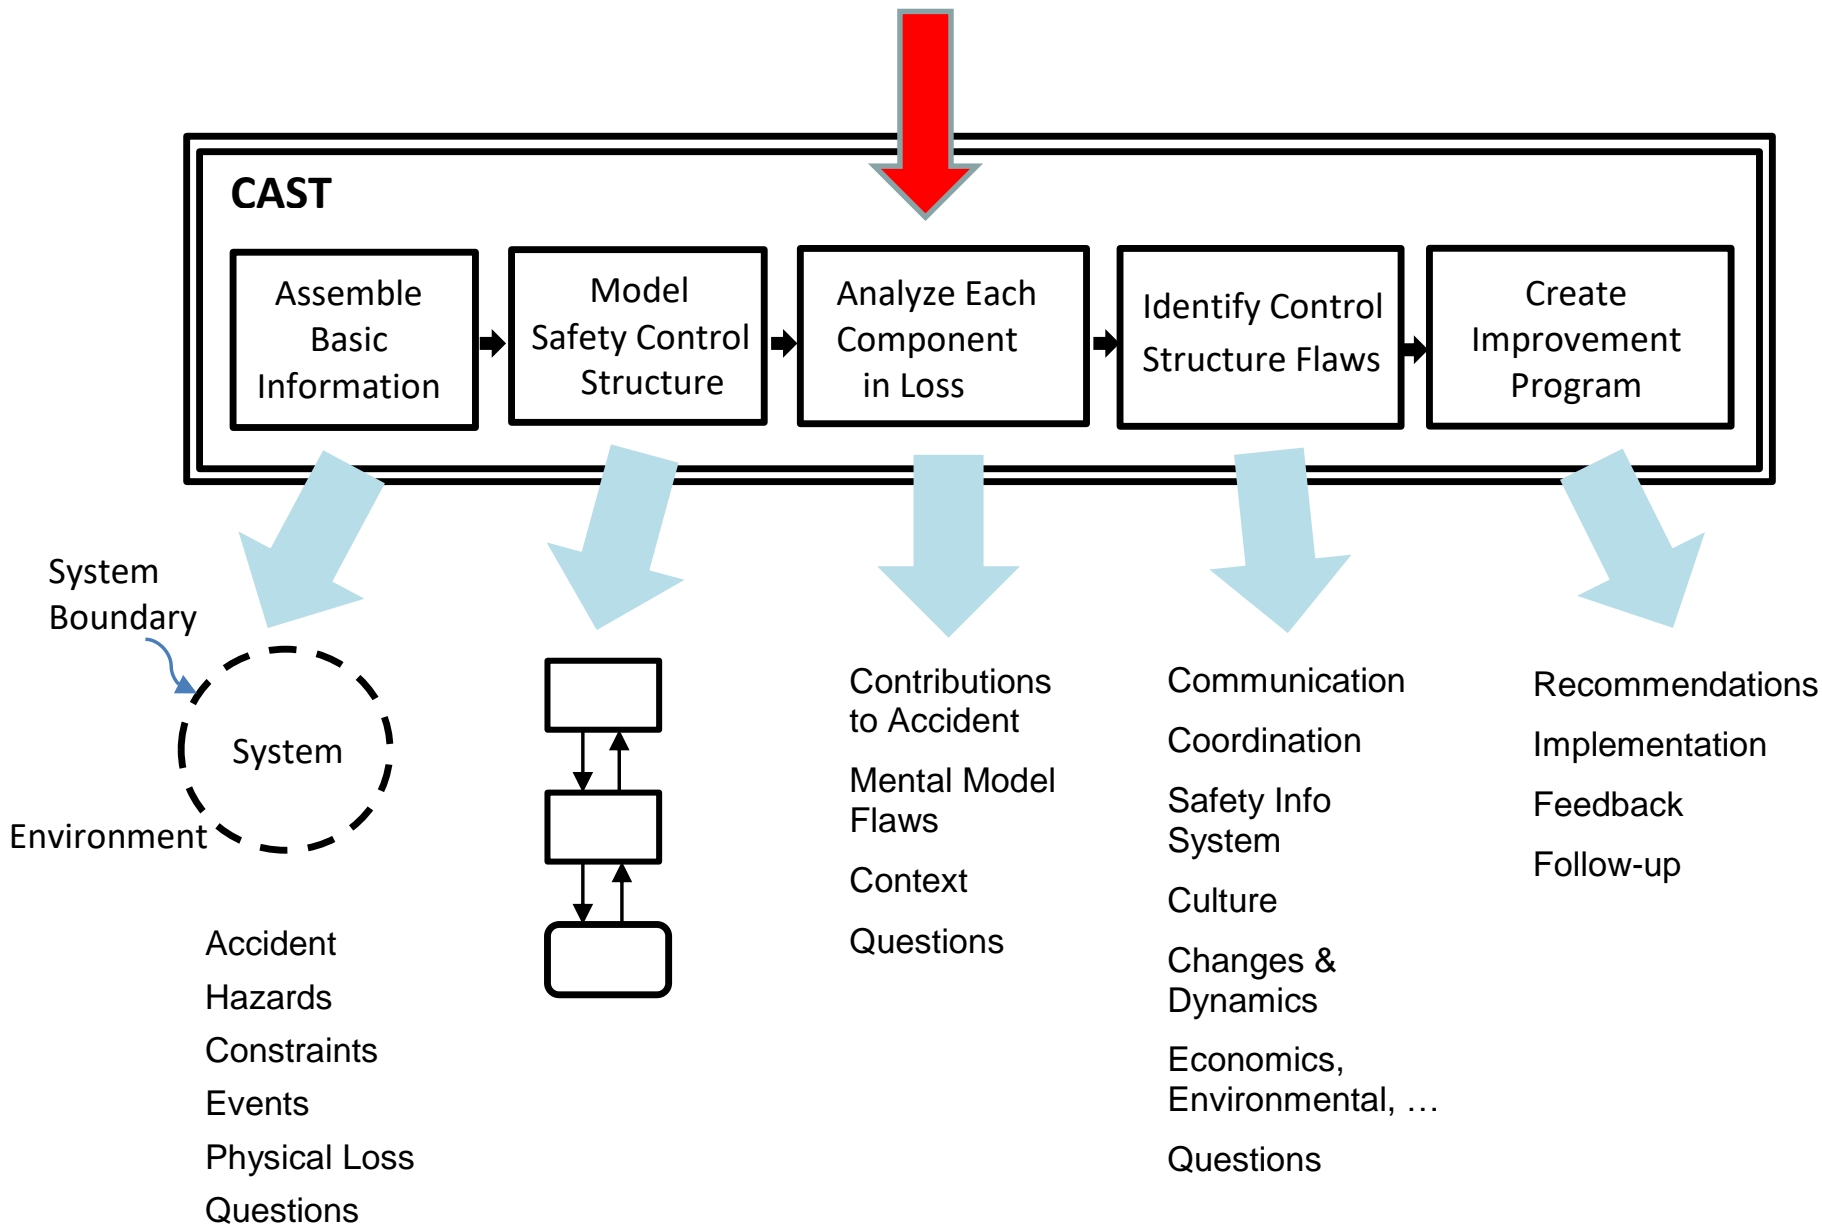 CAST
Assemble
Basic
Information
Model
Safety Control
Structure
Analyze Each
Component
in Loss
Identify Control
Structure Flaws
Create
Improvement
Program
System
Boundary
System
Environment
Accident
Hazards
Constraints
Events
Physical Loss
Questions
Contributions
to Accident
Mental Model
Flaws
Context
Questions
Communication
Coordination
Safety Info
System
Culture
Changes &
Dynamics
Economics,
Environmental, …
Questions
Recommendations
Implementation
Feedback
Follow-up